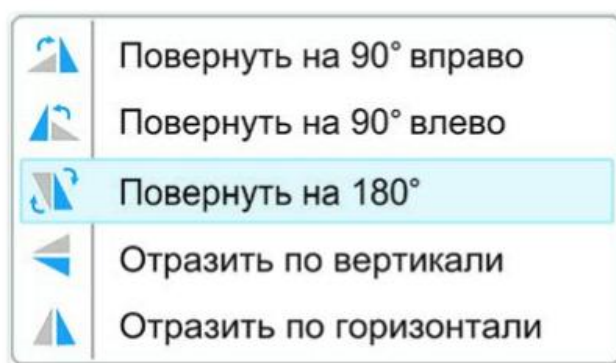 Повернуть на 90° вправо
Повернуть на 90° влево
Повернуть на 180°
Отразить по вертикали
Отразить по горизонтали